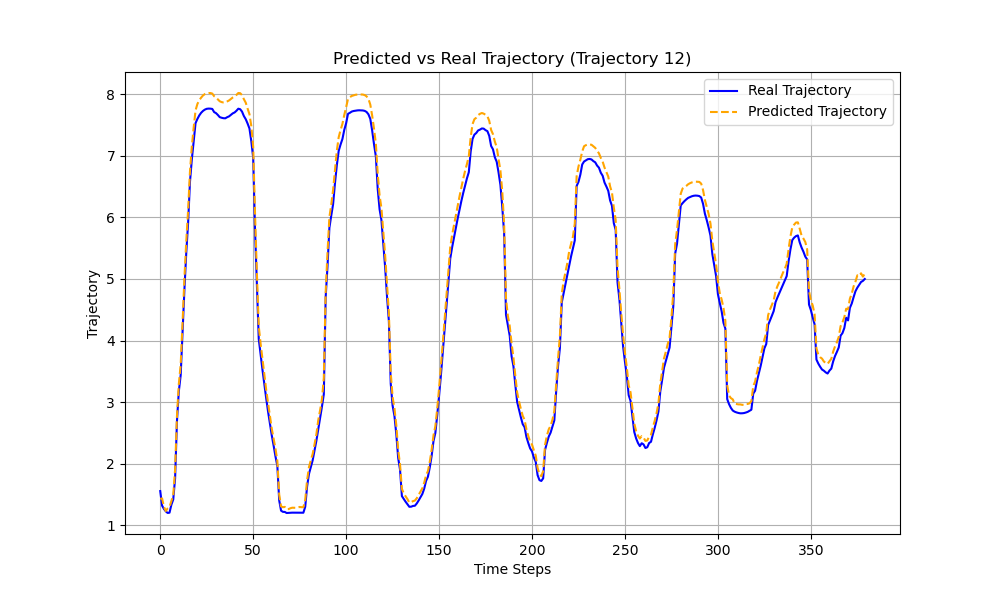 Predicted vs Real Trajectory (Trajectory 12)
Real Trajectory
Predicted Trajectory
8
7
6
5
4
3
2
1
Trajectory
0 50 100 150 200 250 300 350
Time Steps